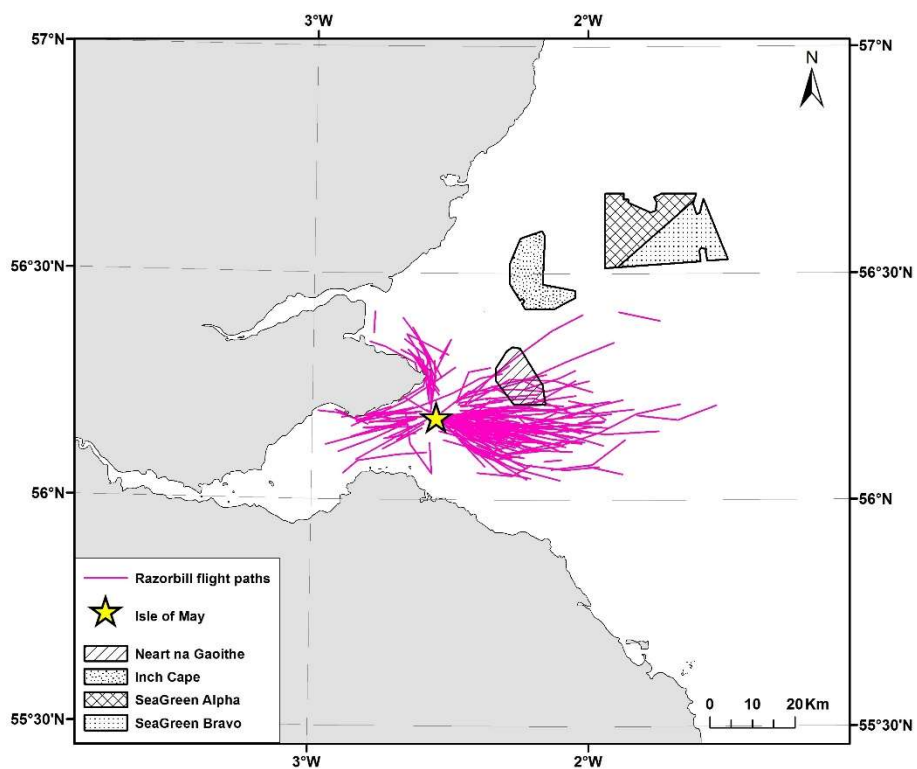 3°W 2°W
57°N 57°N
N
56°30'N 56°30'N
56°N 56°N
Razorbill flight paths
Isle of May
Neart na Gaoithe
Inch Cape
SeaGreen Alpha
SeaGreen Bravo
0 10 20 Km
55°30'N 55°30'N
3°W 2°W